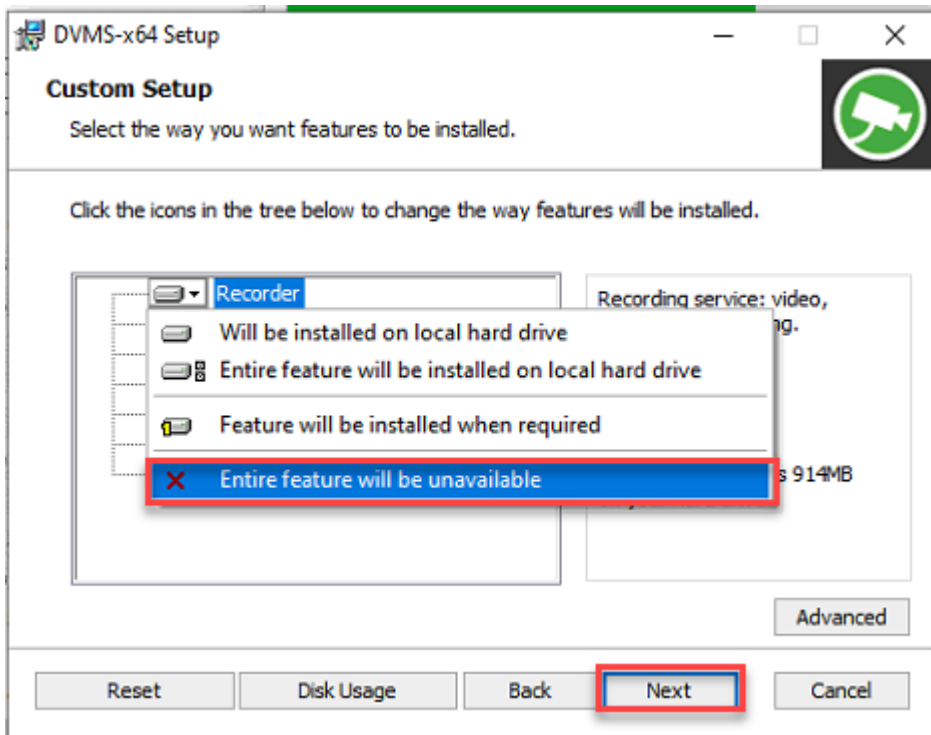 DVMS-x64 Setup
Custom Setup
Select the way you want features to be installed.
Click the icons in the tree below to change the way features will be installed.
Recorder
Recording service: video,
Will be installed on local hard drive
Entire feature will be installed on local hard drive
Feature will be installed when required
Entire feature will be unavailable
914MB
Advanced
Reset
Disk Usage
Back
Next
Cancel